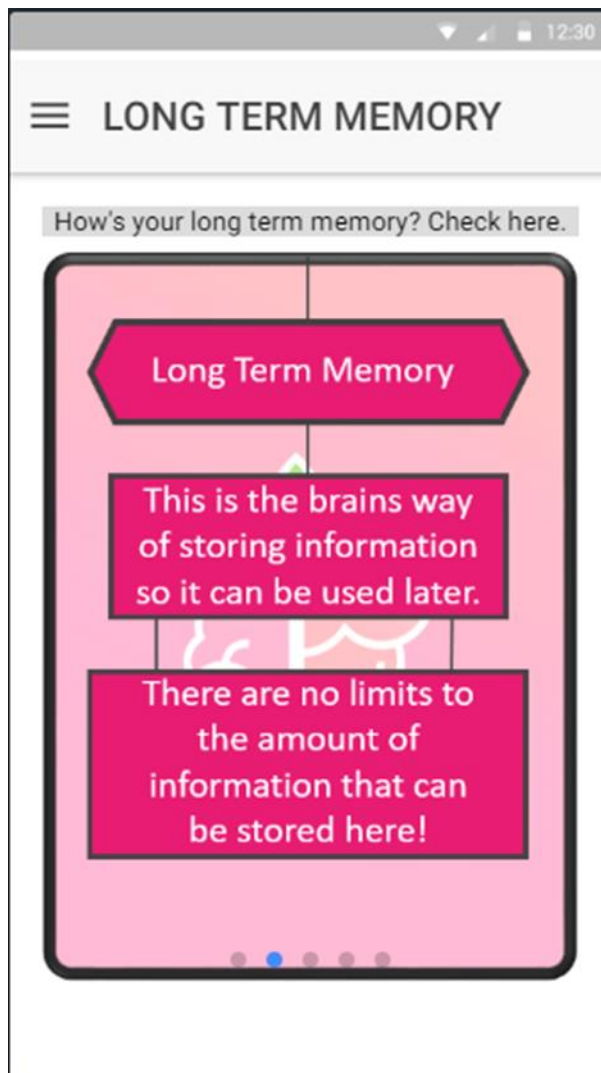 12:30
LONG TERM MEMORY
How's your long term memory? Check here.
Long Term Memory
This is the brains way
of storing information
so it can be used later.
There are no limits to
the amount of
information that can
be stored here!